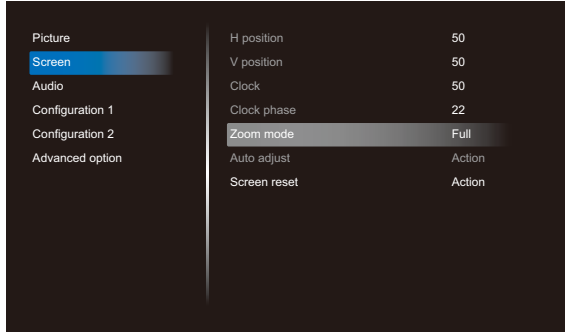 Picture
Screen
Audio
Configuration 1
Configuration 2
Advanced option
H position 50
V position 50
Clock 50
Clock phase 22
Zoom mode Full
Auto adjust Action
Screen reset Action